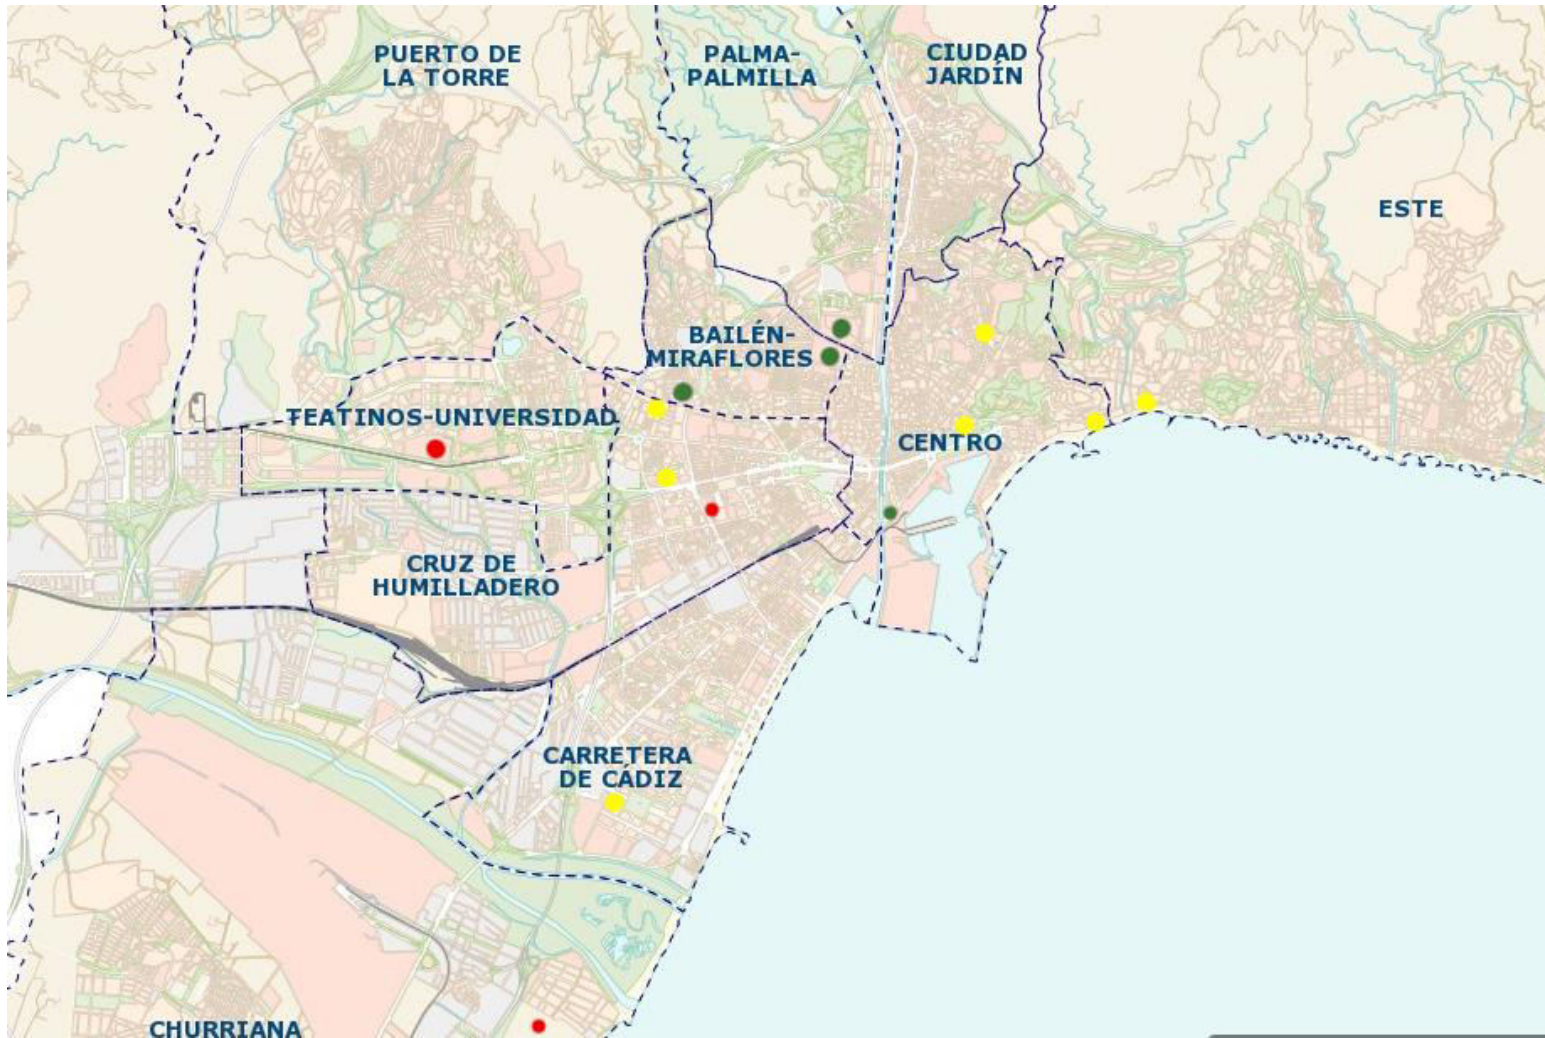 PUERTO DE
LA TORRE
PALMA-
PALMILLA
CIUDAD
JARDÍN
ESTE
BAILÉN-
MIRAFLORES
TEATINOS-UNIVERSIDAD
CENTRO
CRUZ DE
HUMILLADERO
CARRETERA
DE CÁDIZ
CHURRIANA